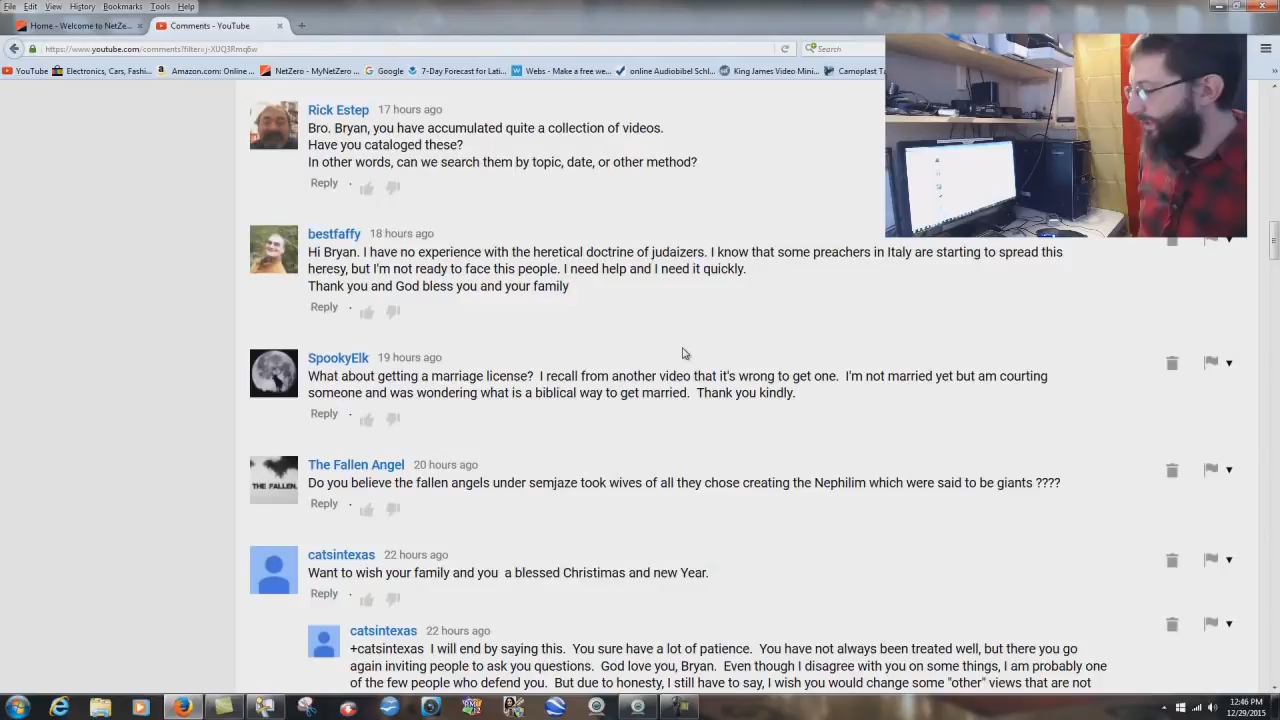 File Edit View History Bookmarks Tools Help
Home - Welcome to NetZe... × Comments - YouTube × +
https://www.youtube.com/comments?filter=j-XUQ3Rmq6w Search
YouTube Electronics, Cars, Fashi... Amazon.com: Online ... NetZero - MyNetZero ... Google 7-Day Forecast for Lati... Webs - Make a free we... online Audiobibel Schl... King James Video Mini... Camoplast Ta
Rick Estep 17 hours ago
Bro. Bryan, you have accumulated quite a collection of videos.
Have you cataloged these?
In other words, can we search them by topic, date, or other method?
Reply ·
bestfaffy 18 hours ago
Hi Bryan. I have no experience with the heretical doctrine of judaizers. I know that some preachers in Italy are starting to spread this
heresy, but I'm not ready to face this people. I need help and I need it quickly.
Thank you and God bless you and your family
Reply ·
SpookyElk 19 hours ago
What about getting a marriage license? I recall from another video that it's wrong to get one. I'm not married yet but am courting
someone and was wondering what is a biblical way to get married. Thank you kindly.
Reply ·
The Fallen Angel 20 hours ago
THE FALLEN.
Do you believe the fallen angels under semjaze took wives of all they chose creating the Nephilim which were said to be giants ????
Reply ·
catsintexas 22 hours ago
Want to wish your family and you a blessed Christimas and new Year.
Reply ·
catsintexas 22 hours ago
+catsintexas I will end by saying this. You sure have a lot of patience. You have not always been treated well, but there you go
again inviting people to ask you questions. God love you, Bryan. Even though I disagree with you on some things, I am probably one
of the few people who defend you. But due to honesty, I still have to say, I wish you would change some "other" views that are not
12:46 PM
12/29/2015